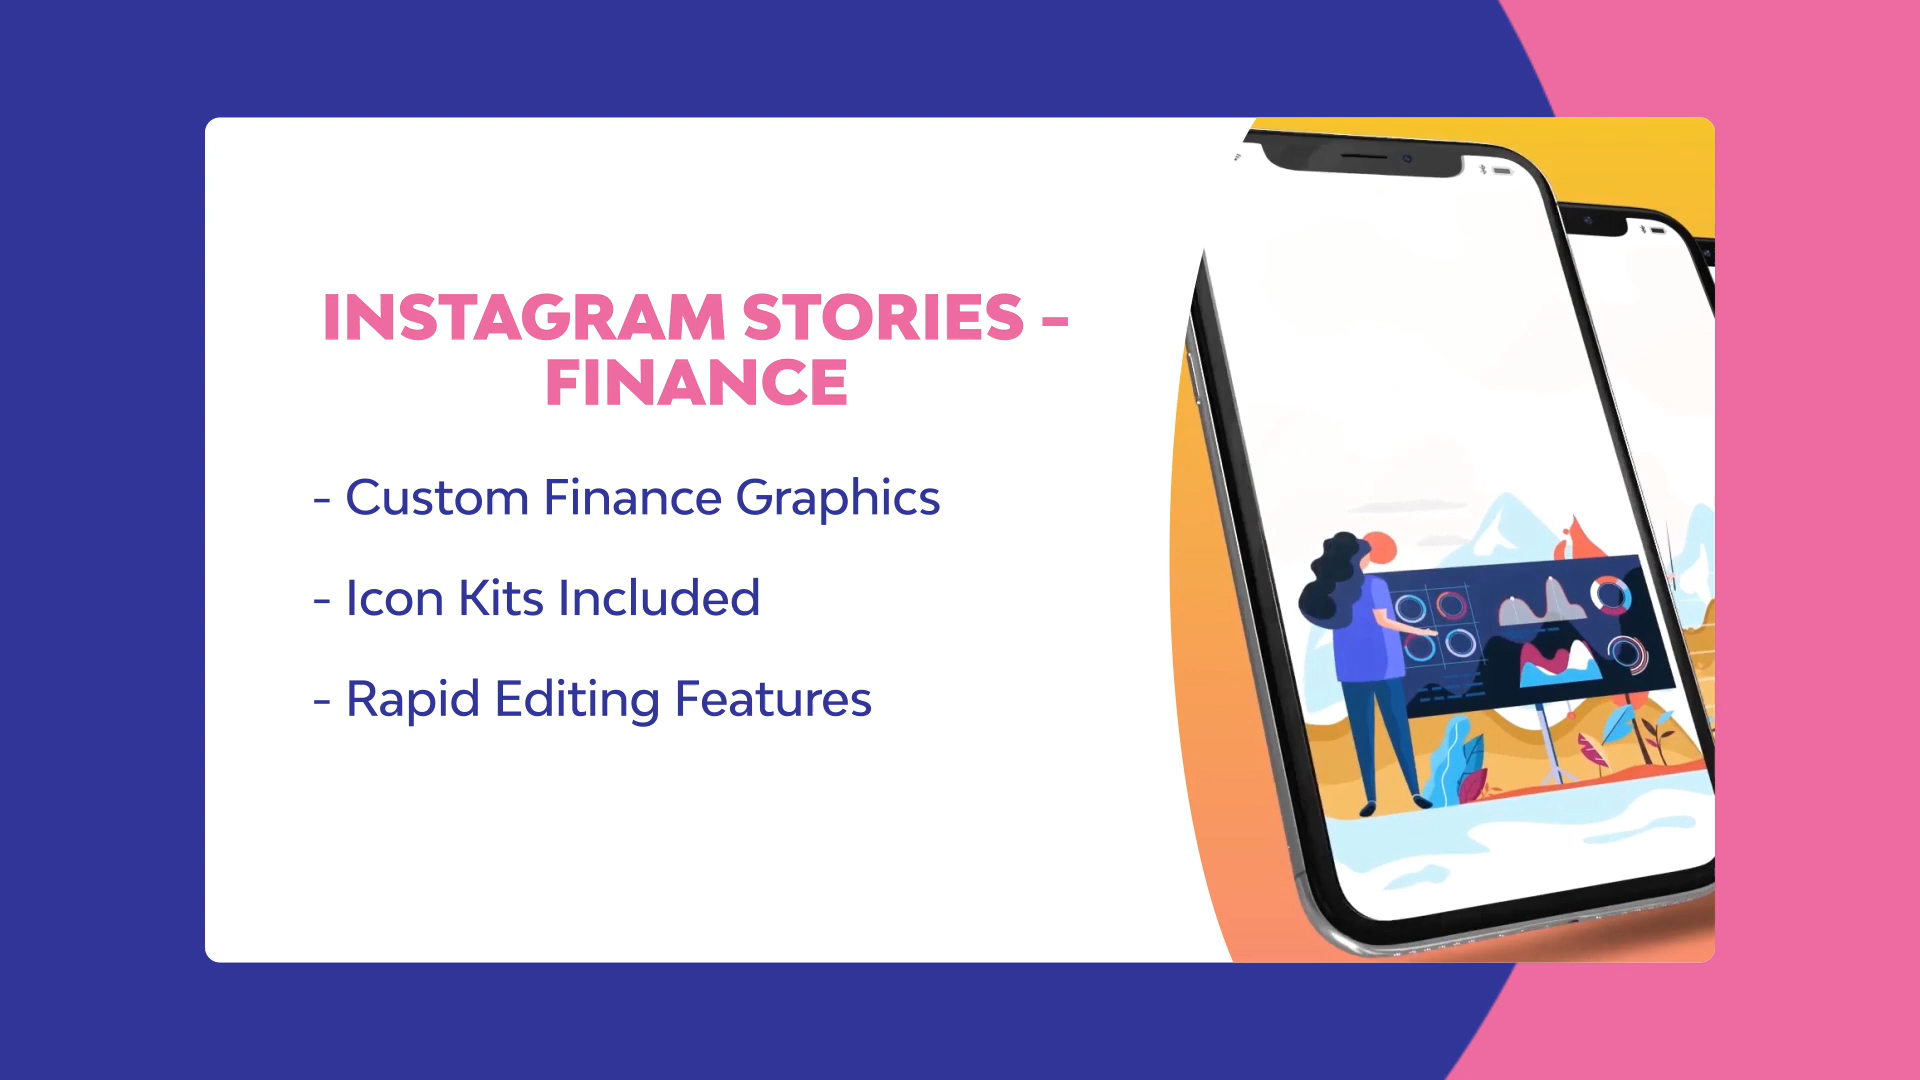 INSTAGRAM STORIES -
FINANCE
- Custom Finance Graphics
- Icon Kits Included
- Rapid Editing Features